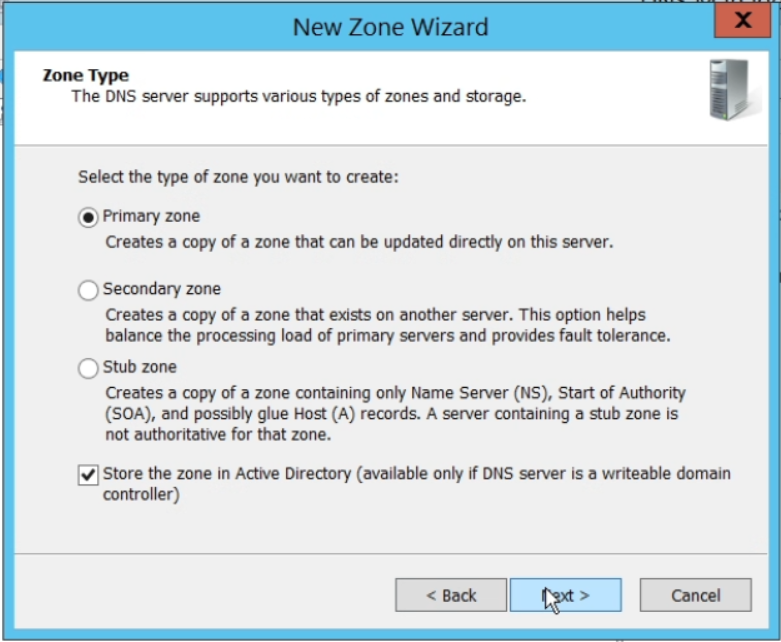 New Zone Wizard
X
Zone Type
The DNS server supports various types of zones and storage.
Select the type of zone you want to create:
Primary zone
Creates a copy of a zone that can be updated directly on this server.
Secondary zone
Creates a copy of a zone that exists on another server. This option helps
balance the processing load of primary servers and provides fault tolerance.
Stub zone
Creates a copy of a zone containing only Name Server (NS), Start of Authority
(SOA), and possibly glue Host (A) records. A server containing a stub zone is
not authoritative for that zone.
Store the zone in Active Directory (available only if DNS server is a writeable domain
controller)
< Back Next > Cancel